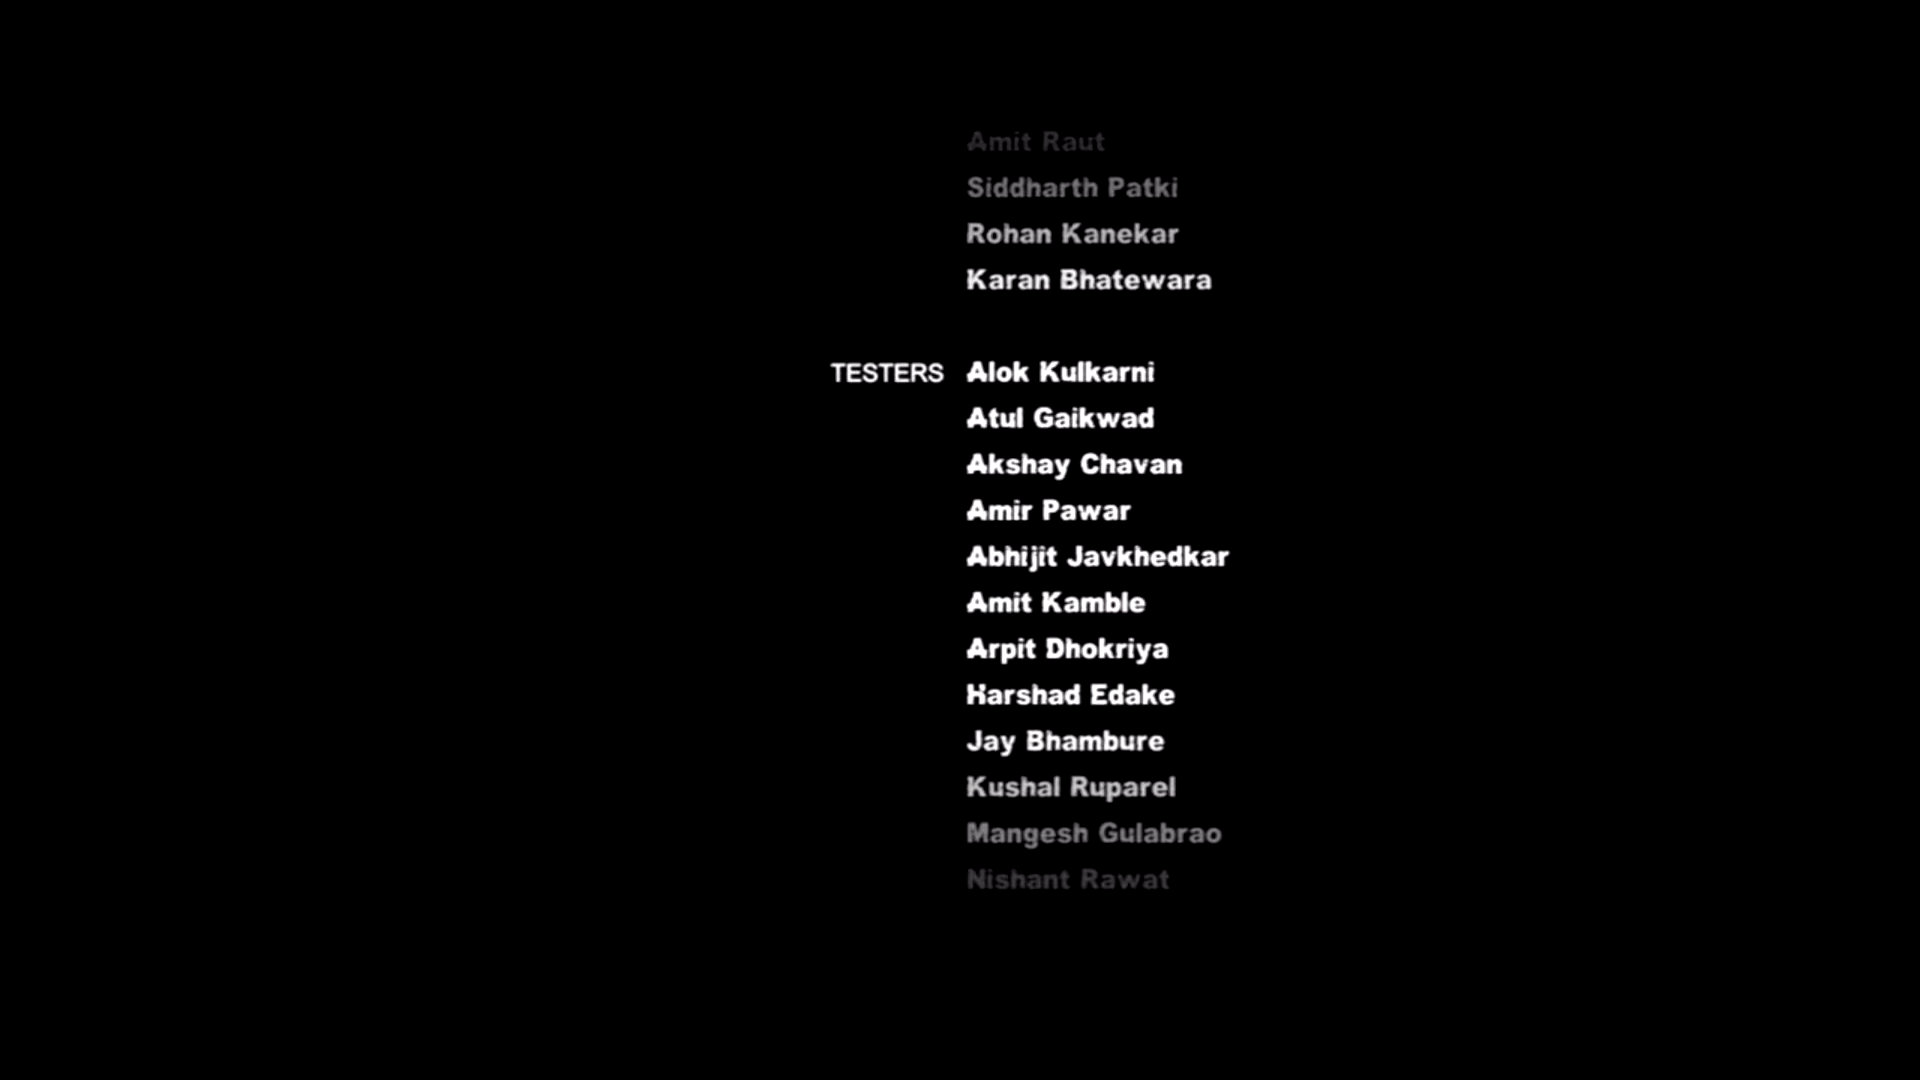 Amit Raut
Siddharth Patki
Rohan Kanekar
Karan Bhatewara
TESTERS Alok Kulkarni
Atul Gaikwad
Akshay Chavan
Amir Pawar
Abhijit Javkhedkar
Amit Kamble
Arpit Dhokriya
Harshad Edake
Jay Bhambure
Kushal Ruparel
Mangesh Gulabrao
Nishant Rawat